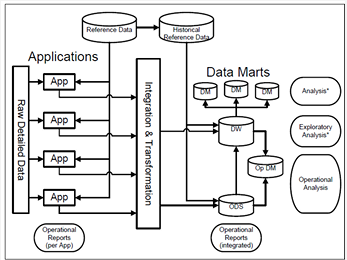 Reference Data
Historical
Reference Data
Applications
Data Marts
Raw Detailed Data
App
App
App
App
Integration & Transformation
DM
DM
DM
DW
Op DM
ODS
Analysis*
Exploratory
Analysis*
Operational
Analysis
Operational
Reports
(per App)
Operational
Reports
(integrated)